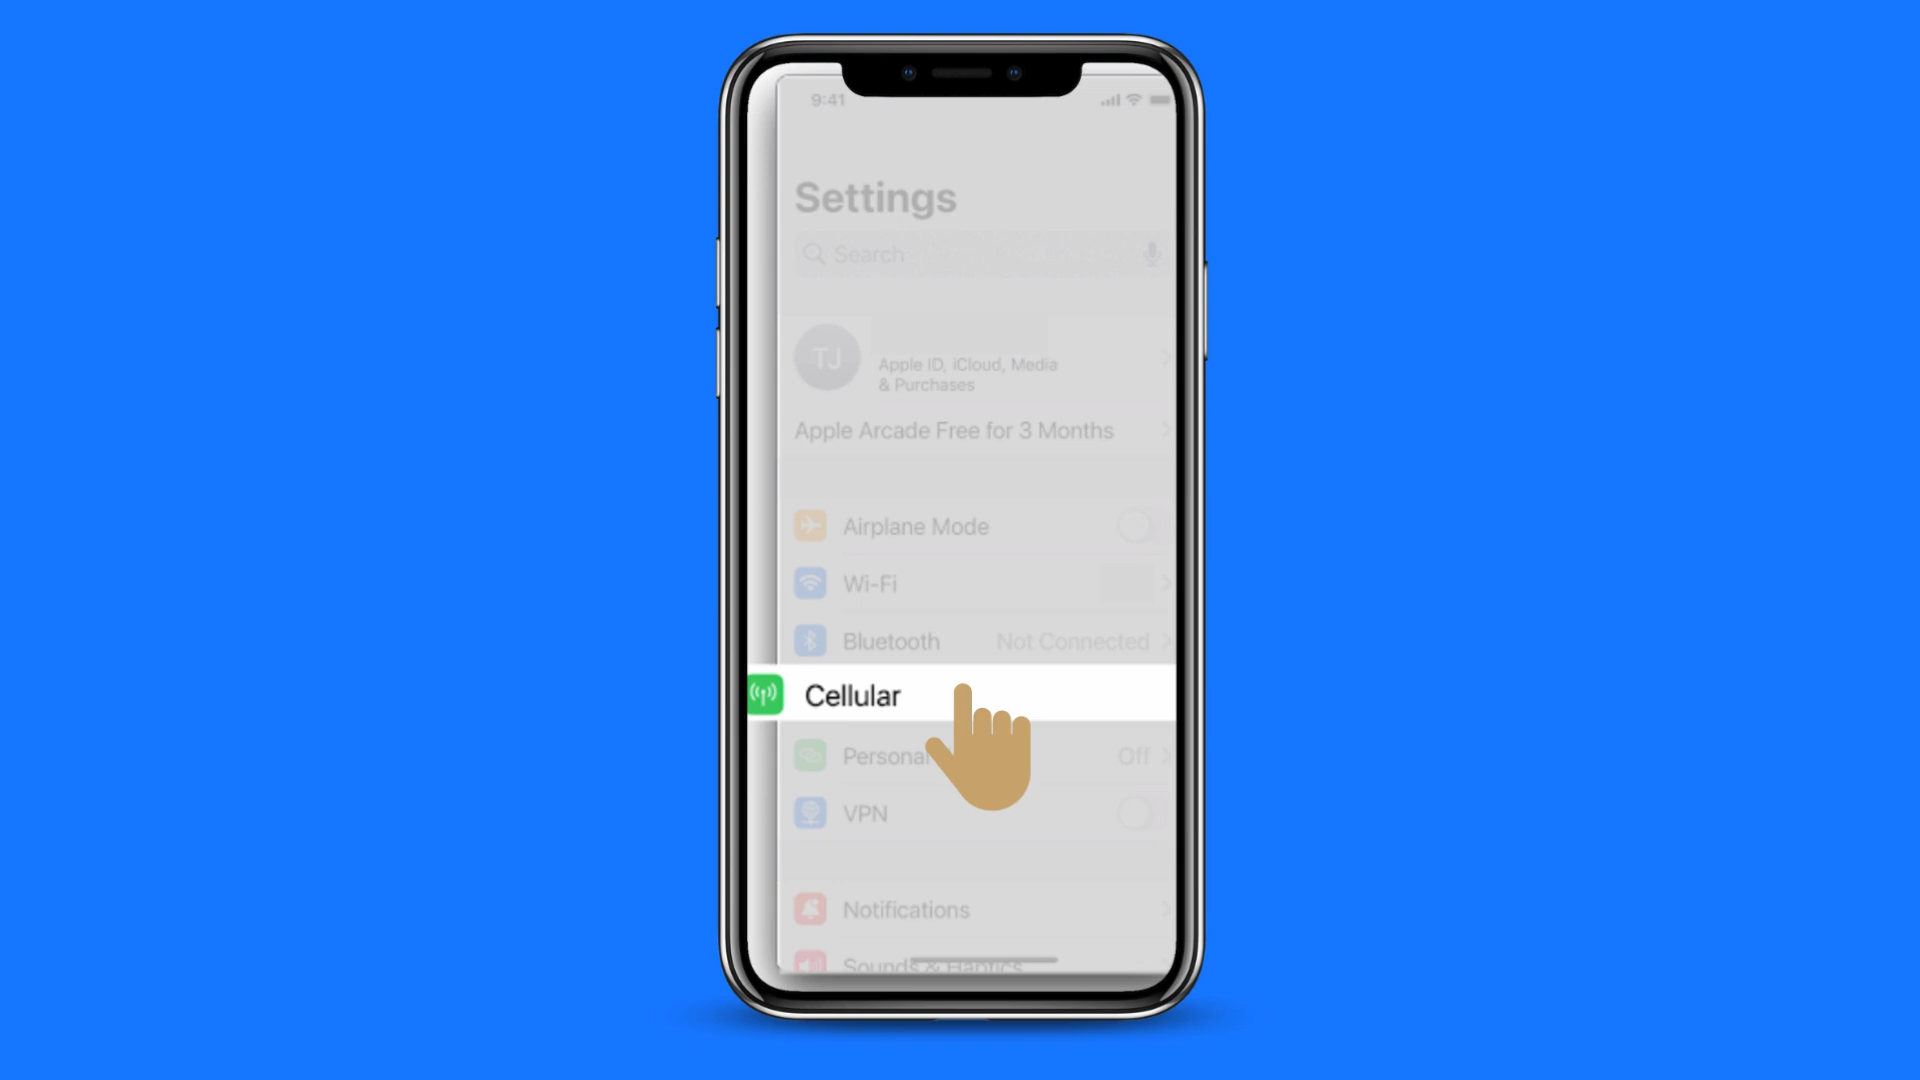 9:41
Settings
Search
TJ
Apple ID, iCloud, Media
& Purchases
Apple Arcade Free for 3 Months
Airplane Mode
Wi-Fi
Bluetooth Not Connected
Cellular
Personal Off
VPN
Notifications
Sounds & Haptics